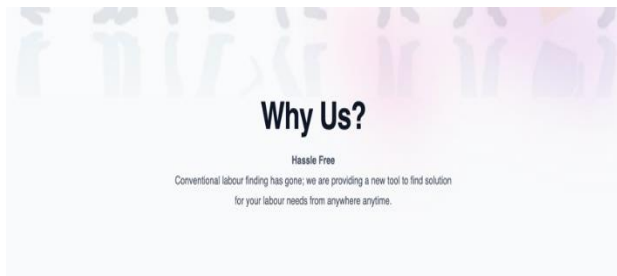 Why Us?
Hassle Free
Conventional labour finding has gone; we are providing a new tool to find solution
for your labour needs from anywhere anytime.